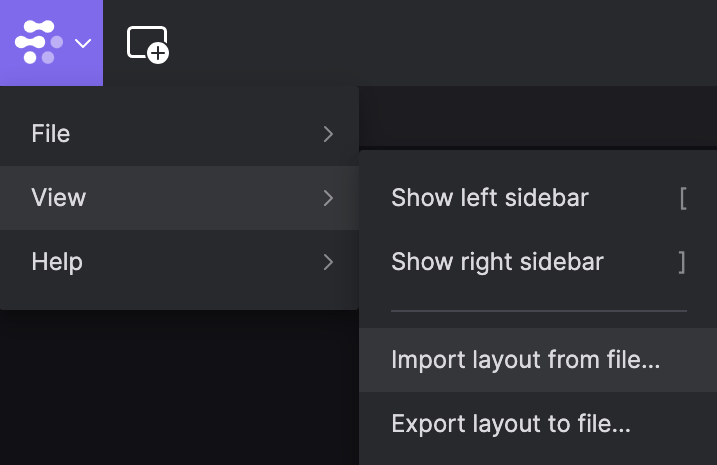 File
View
Help
Show left sidebar [
Show right sidebar ]
Import layout from file...
Export layout to file...